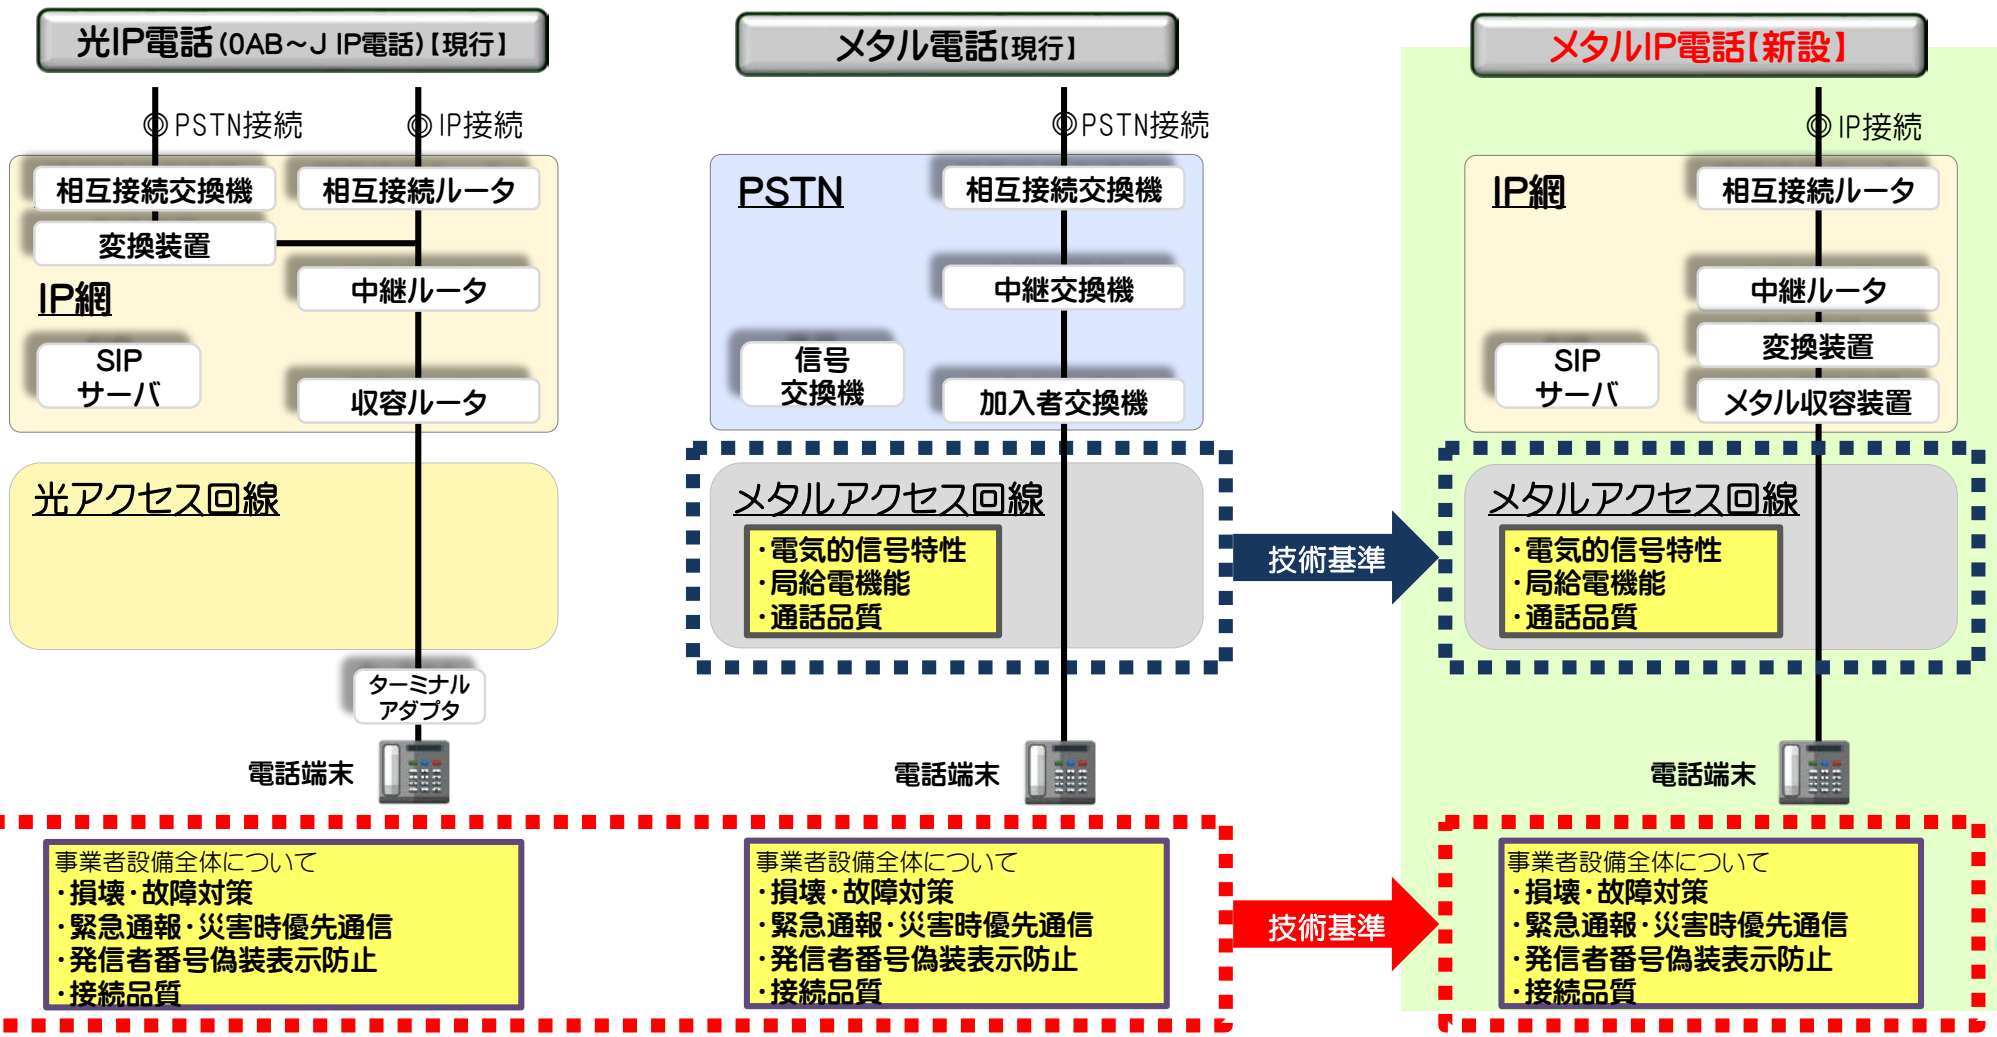 光IP電話(0AB～J IP電話)【現行】
◎PSTN接続
◎IP接続
相互接続交換機
相互接続ルータ
変換装置
中継ルータ
IP網
SIP
サーバ
収容ルータ
光アクセス回線
ターミナル
アダプタ
電話端末
事業者設備全体について
・損壊・故障対策
・緊急通報・災害時優先通信
・発信者番号偽装表示防止
・接続品質
メタル電話【現行】
◎PSTN接続
PSTN
相互接続交換機
中継交換機
信号
交換機
加入者交換機
メタルアクセス回線
・電気的信号特性
・局給電機能
・通話品質
電話端末
事業者設備全体について
・損壊・故障対策
・緊急通報・災害時優先通信
・発信者番号偽装表示防止
・接続品質
技術基準
技術基準
メタルIP電話【新設】
◎IP接続
IP網
相互接続ルータ
中継ルータ
変換装置
SIP
サーバ
メタル収容装置
メタルアクセス回線
・電気的信号特性
・局給電機能
・通話品質
電話端末
事業者設備全体について
・損壊・故障対策
・緊急通報・災害時優先通信
・発信者番号偽装表示防止
・接続品質